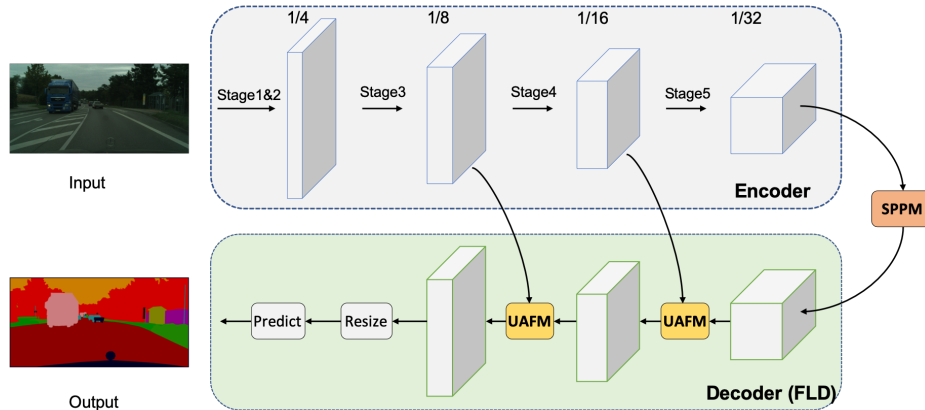 1/4
1/8
1/16
1/32
Stage1&2
Stage3
Stage4
Stage5
Input
Encoder
SPPM
Predict
Resize
UAFM
UAFM
Decoder (FLD)
Output